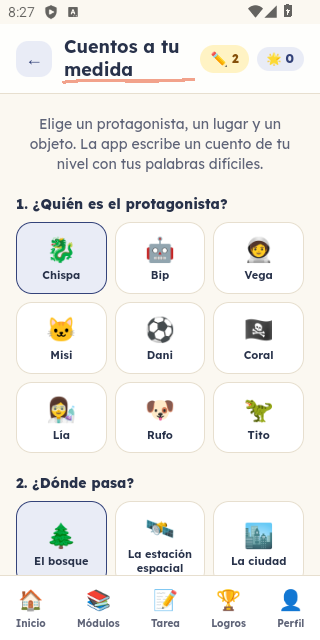 8:27
Cuentos a tu
medida
2
0
Elige un protagonista, un lugar y un
objeto. La app escribe un cuento de tu
nivel con tus palabras difíciles.
1. ¿Quién es el protagonista?
Chispa
Bip
Vega
Misi
Dani
Coral
Lía
Rufo
Tito
2. ¿Dónde pasa?
El bosque
La estación
espacial
La ciudad
Inicio
Módulos
Tarea
Logros
Perfil